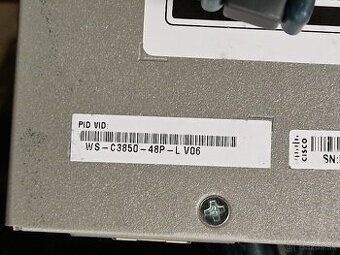 PID VID:
WS-C3850-48P-L V06
CISCO
SN: